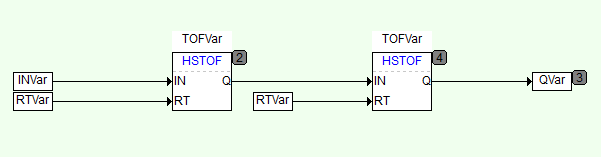 TOFVar TOFVar
HSTOF 2 HSTOF 4
INVar IN Q IN Q QVar 3
RTVar RT RTVar RT